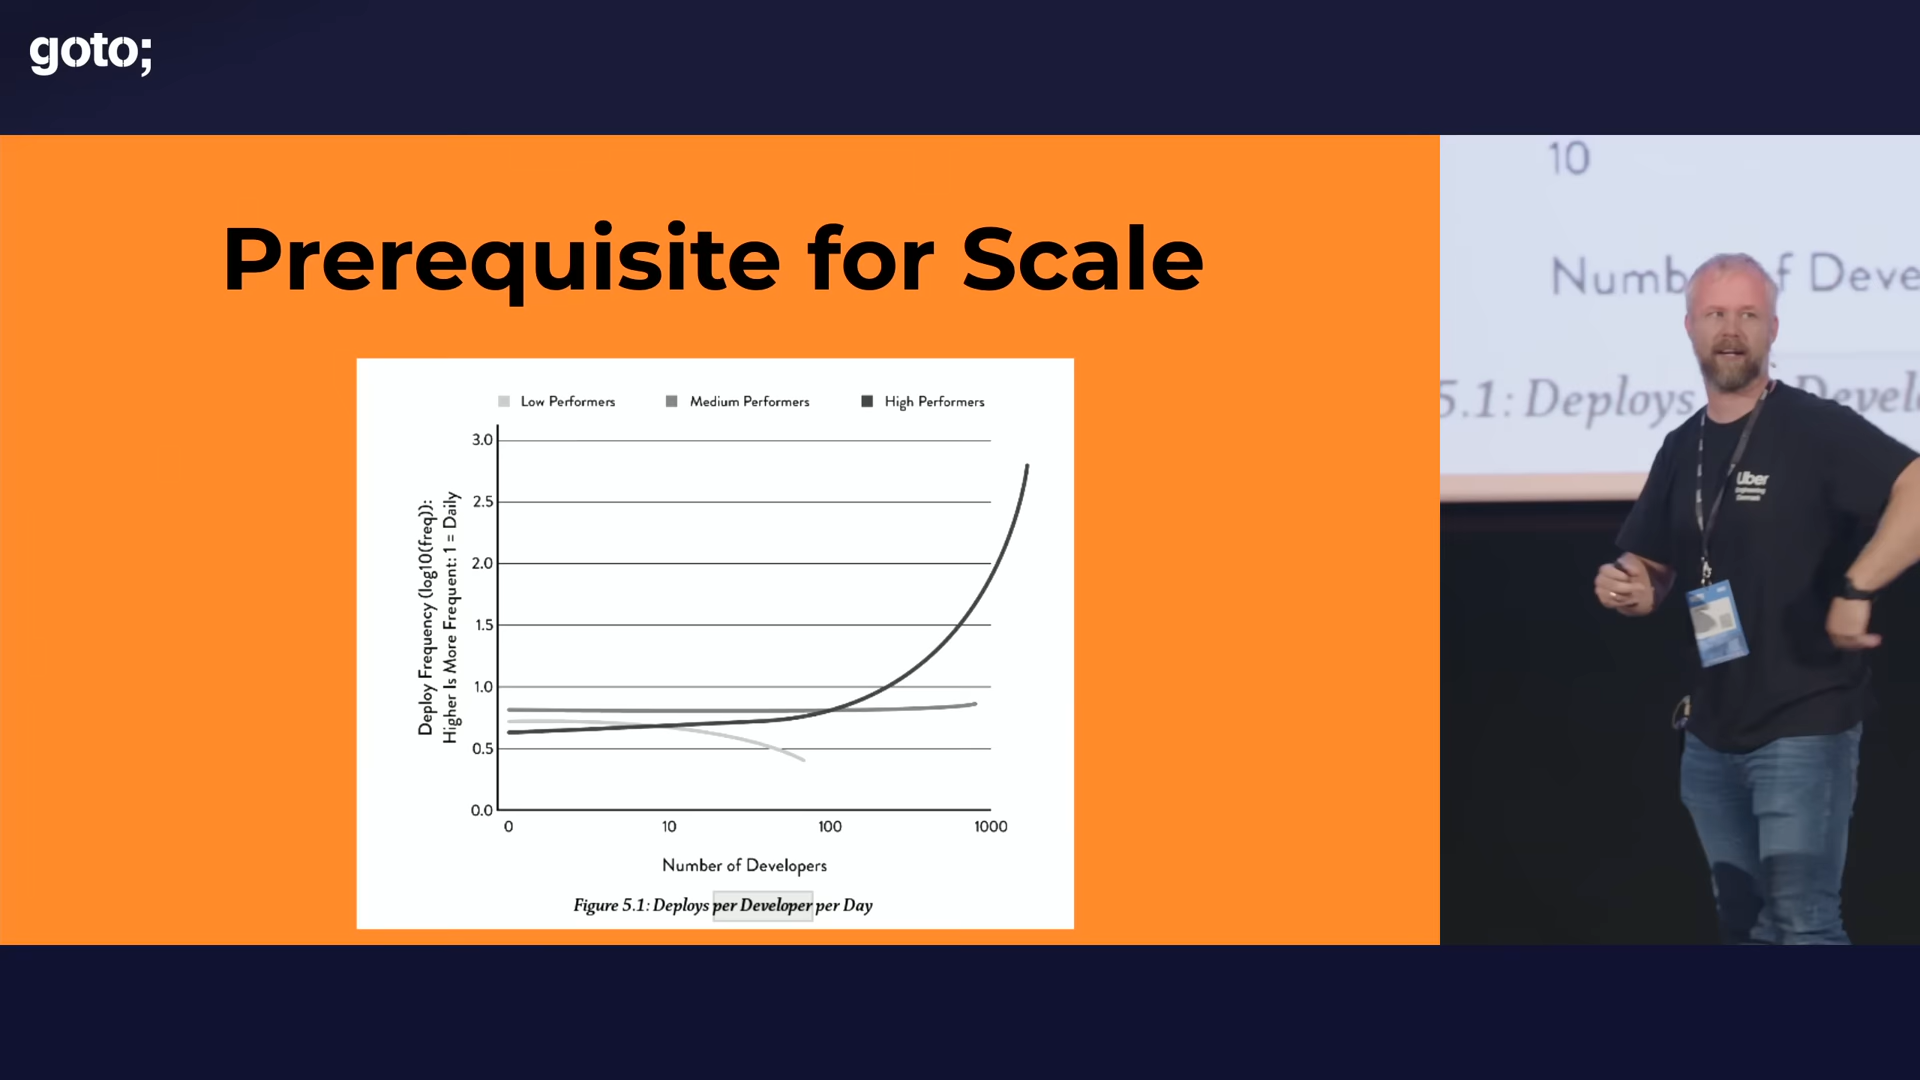 goto;
Prerequisite for Scale
Low Performers Medium Performers High Performers
3.0
2.5
2.0
1.5
1.0
0.5
0.0
Deploy Frequency (log10(freq)):
Higher Is More Frequent: 1 = Daily
0 10 100 1000
Number of Developers
Figure 5.1: Deploys per Developer per Day
10
Numb f Deve
5.1: Deploys Devel
Uber
Engineering
Denmark